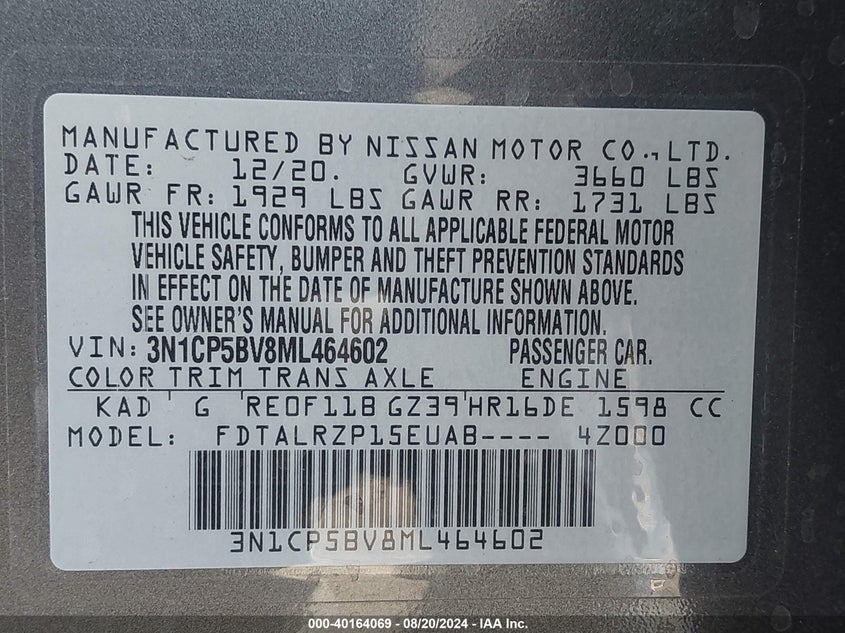 MANUFACTURED BY NISSAN MOTOR CO., LTD.
DATE: 12/20. GVWR: 3660 LBS
GAWR FR: 1929 LBS GAWR RR: 1731 LBS
THIS VEHICLE CONFORMS TO ALL APPLICABLE FEDERAL MOTOR
VEHICLE SAFETY, BUMPER AND THEFT PREVENTION STANDARDS
IN EFFECT ON THE DATE OF MANUFACTURE SHOWN ABOVE.
SEE OWNER'S MANUAL FOR ADDITIONAL INFORMATION.
VIN: 3N1CP5BV8ML464602 PASSENGER CAR.
COLOR TRIM TRANS AXLE ENGINE
KAD ' G 'RE0F11B GZ39'HR16DE 1598 CC
MODEL: FDTALRZP15EUAB---- 4Z000
3N1CP5BV8ML464602
000-40164069 - 08/20/2024 - IAA Inc.